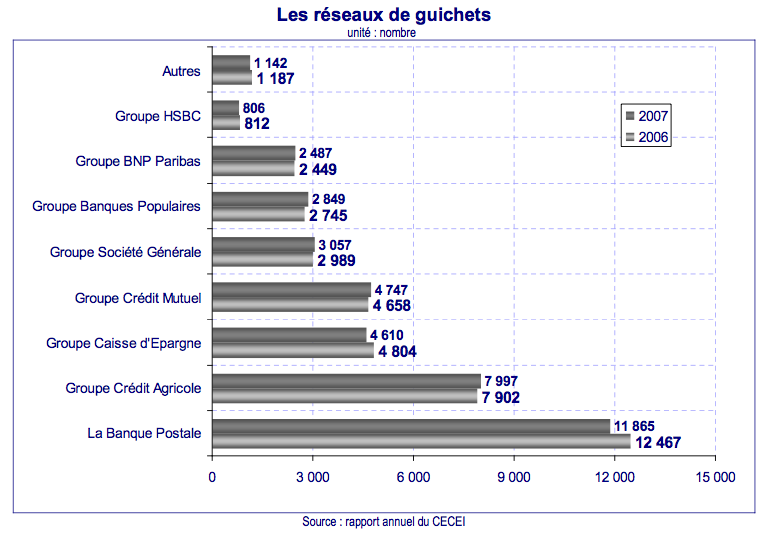 Les réseaux de guichets
unité : nombre
Autres
1 142
1 187
Groupe HSBC
806
812
2007
2006
Groupe BNP Paribas
2 487
2 449
Groupe Banques Populaires
2 849
2 745
Groupe Société Générale
3 057
2 989
Groupe Crédit Mutuel
4 747
4 658
Groupe Caisse d'Epargne
4 610
4 804
Groupe Crédit Agricole
7 997
7 902
La Banque Postale
11 865
12 467
0 3 000 6 000 9 000 12 000 15 000
Source : rapport annuel du CECEI